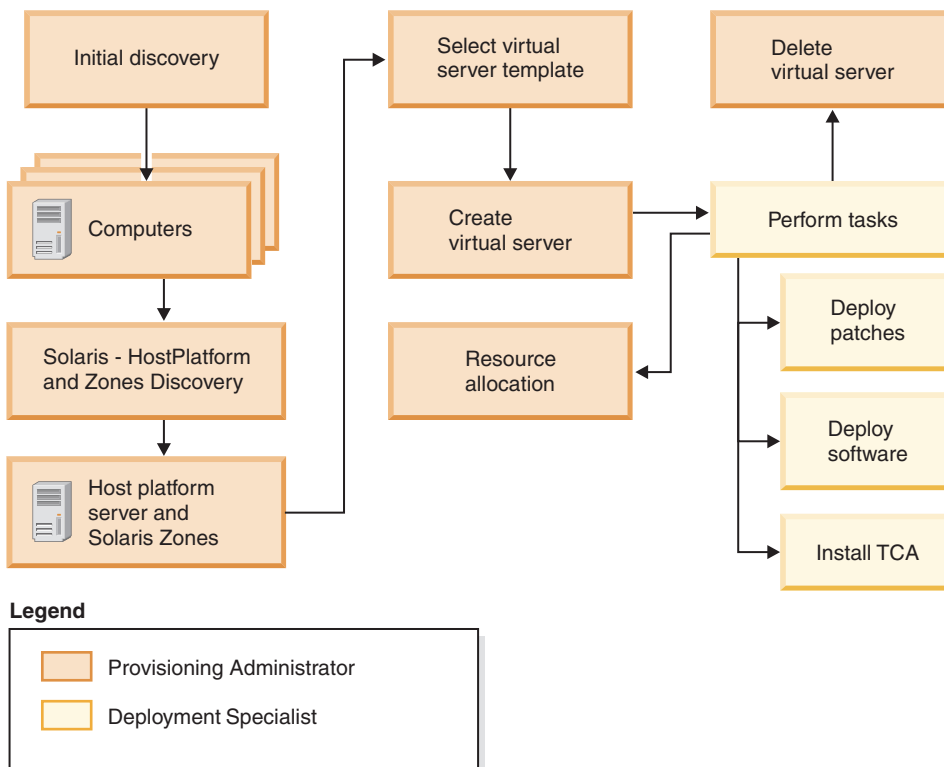 Initial discovery
Computers
Solaris - HostPlatform
and Zones Discovery
Host platform
server and
Solaris Zones
Select virtual
server template
Create
virtual server
Resource
allocation
Delete
virtual server
Perform tasks
Deploy
patches
Deploy
software
Install TCA
Legend
Provisioning Administrator
Deployment Specialist